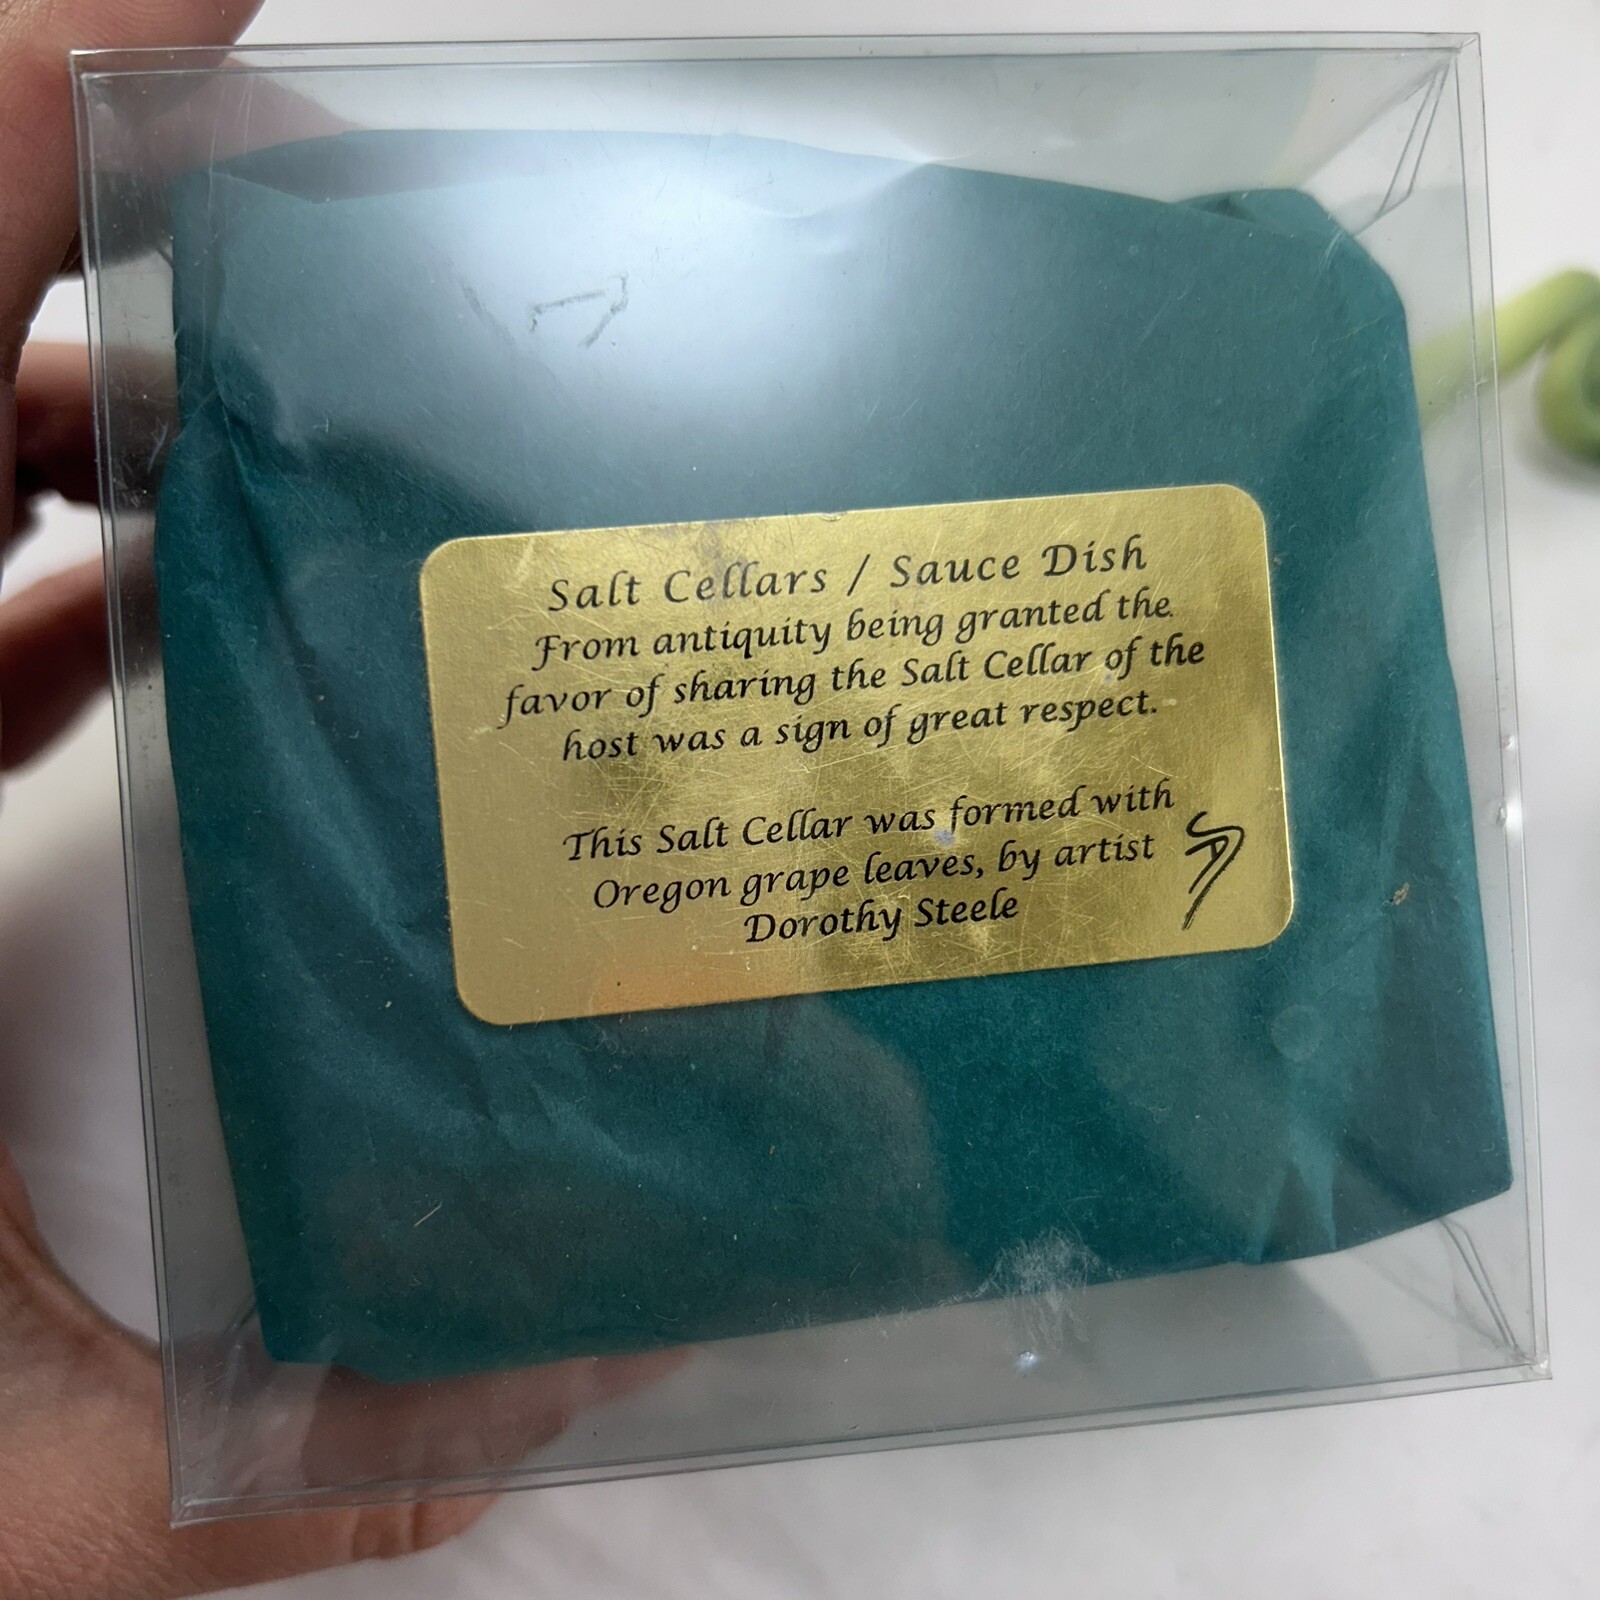 Salt Cellars / Sauce Dish
From antiquity being granted the
favor of sharing the Salt Cellar of the
host was a sign of great respect.
This Salt Cellar was formed with
Oregon grape leaves, by artist
Dorothy Steele